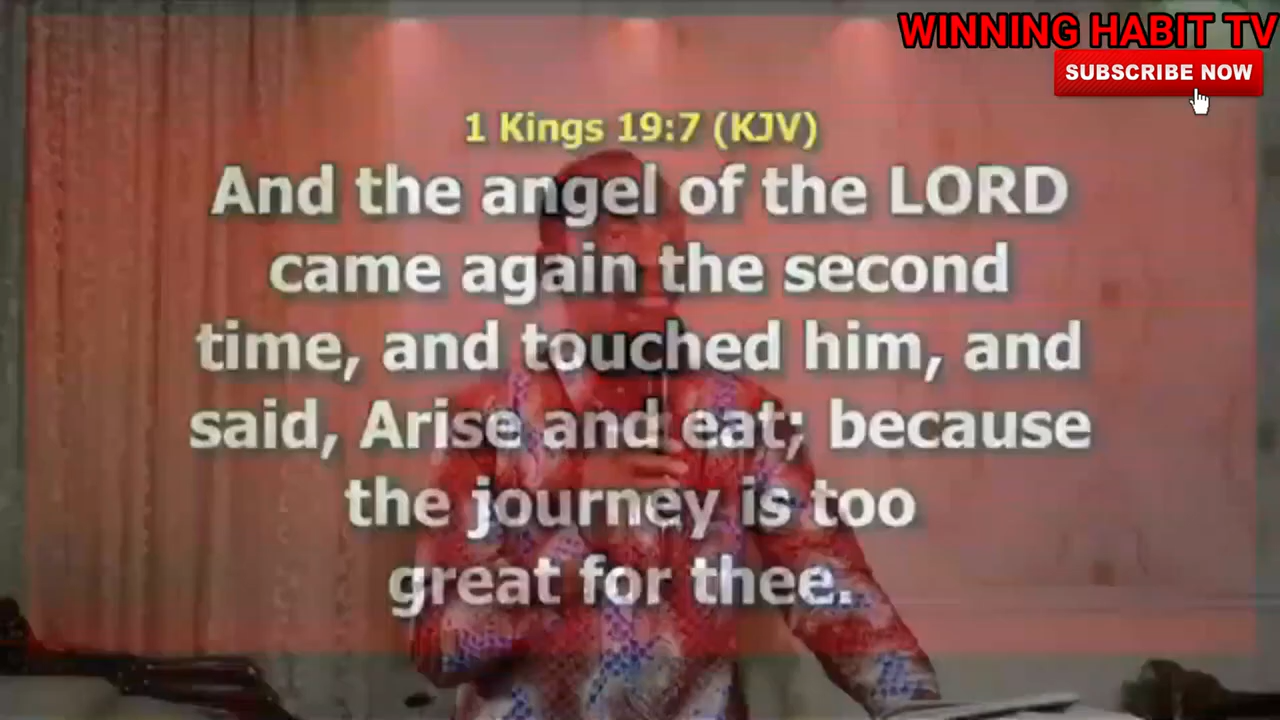 WINNING HABIT TV
SUBSCRIBE NOW
1 Kings 19:7 (KJV)
And the angel of the LORD
came again the second
time, and touched him, and
said, Arise and eat; because
the journey is too
great for thee.